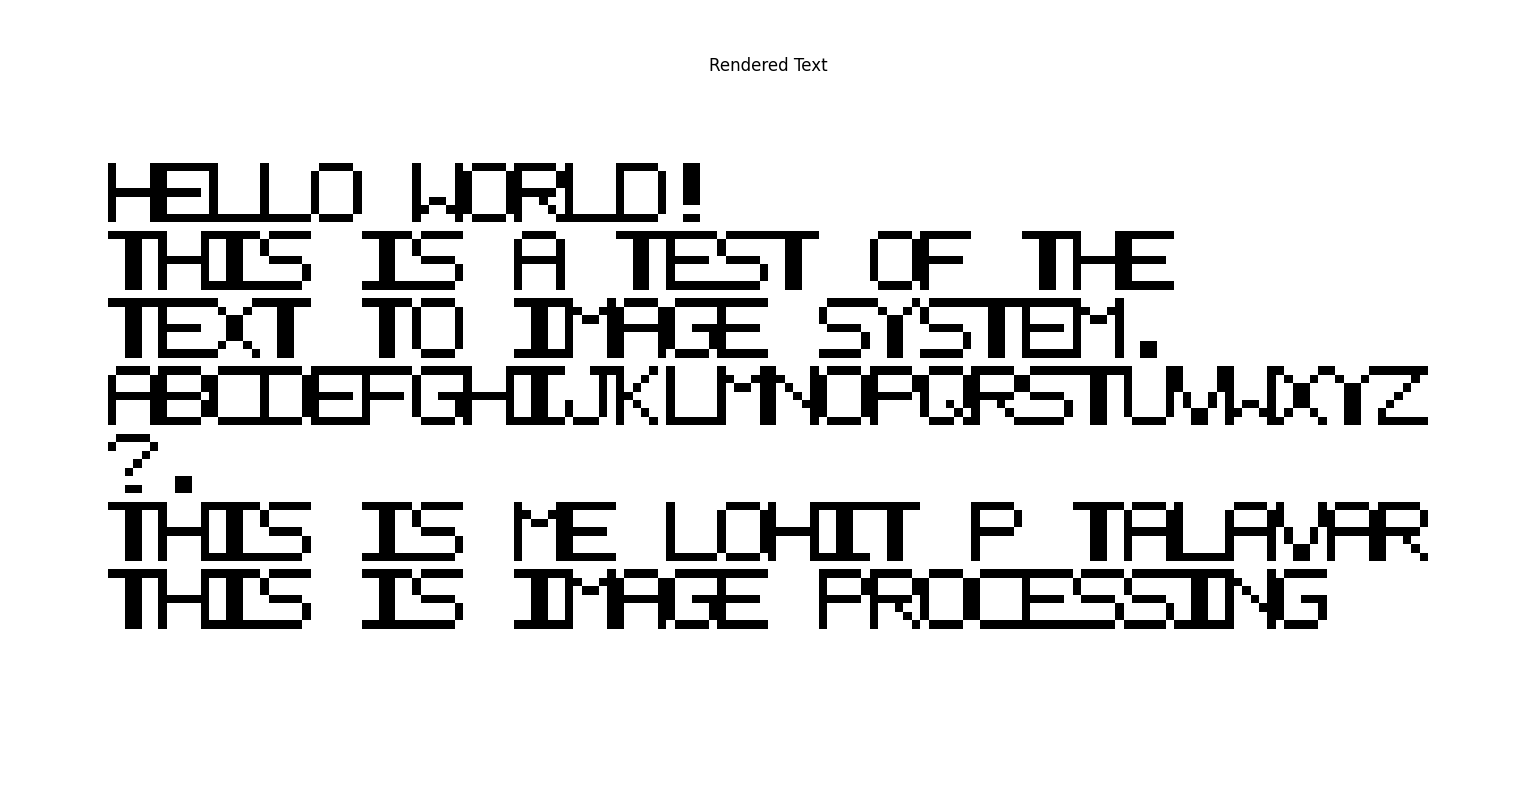 Rendered Text
HELLO WORLD!
THIS IS A TEST OF THE
TEXT TO IMAGE SYSTEM.
ABCDEFGHIJKLMNOPQRSTUVWXYZ
?.
THIS IS ME LOHIT P TALAVAR
THIS IS IMAGE PROCESSING